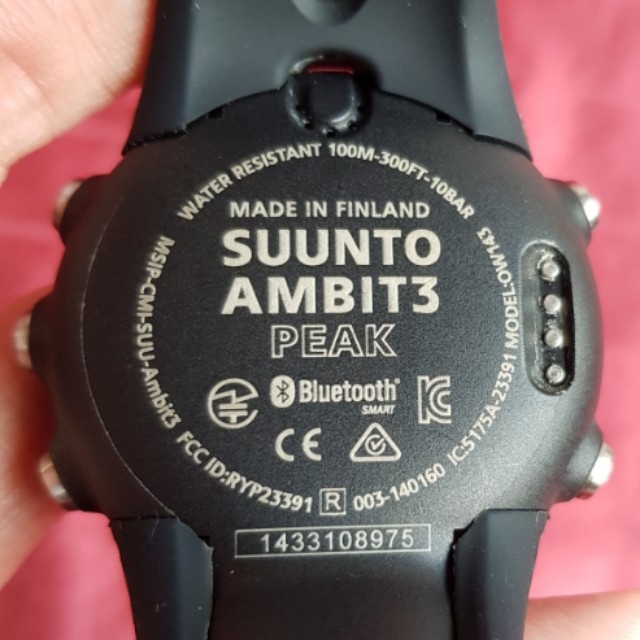 WATER RESISTANT 100M-300FT-10BAR
MADE IN FINLAND
SUUNTO
AMBIT3
PEAK
Bluetooth®
SMART
CE
MSIP-CMI-SUU-Ambit3 FCC ID:RYP23391 R 003-140160 IC:5175A-23391 MODEL:OW143
1433108975